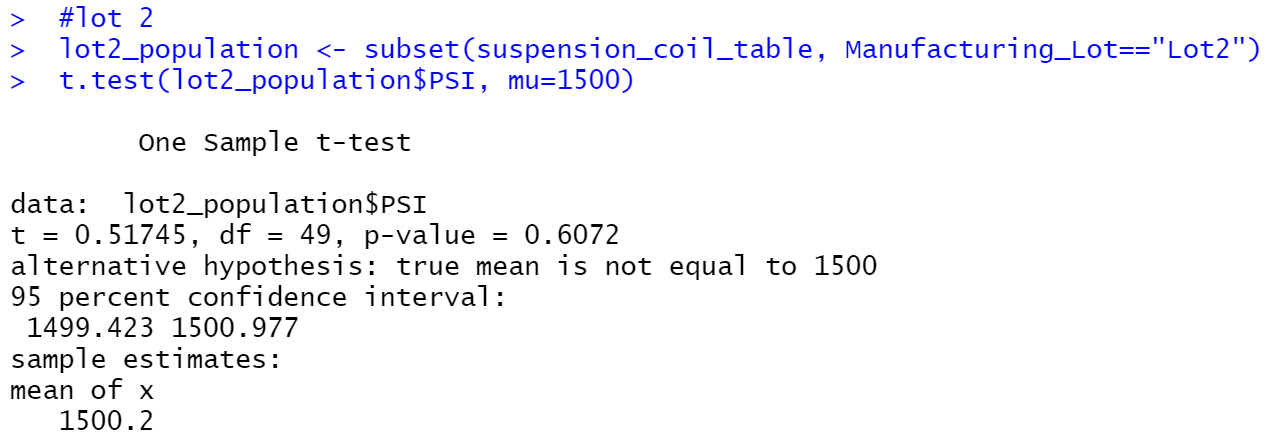 >  #lot 2
>  lot2_population <- subset(suspension_coil_table, Manufacturing_Lot=="Lot2")
>  t.test(lot2_population$PSI, mu=1500)
One Sample t-test
data:  lot2_population$PSI
t = 0.51745, df = 49, p-value = 0.6072
alternative hypothesis: true mean is not equal to 1500
95 percent confidence interval:
1499.423 1500.977
sample estimates:
mean of x
1500.2